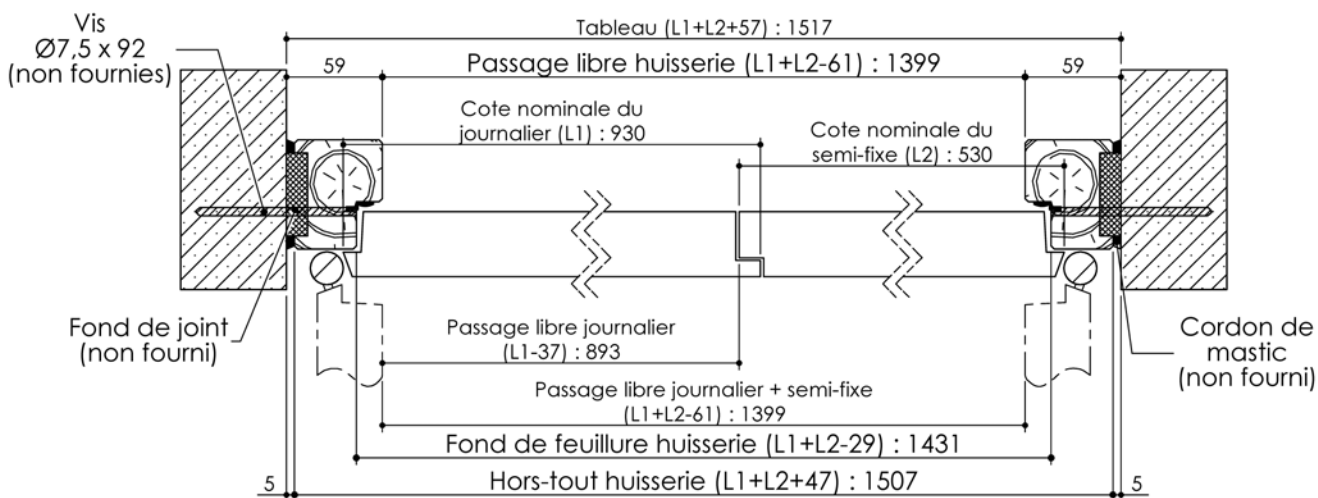 Vis
Ø7,5 x 92
(non fournies)
Tableau (L1+L2+57) : 1517
59
Passage libre huisserie (L1+L2-61) : 1399
59
Cote nominale du
journalier (L1) : 930
Cote nominale du
semi-fixe (L2) : 530
Fond de joint
(non fourni)
Passage libre journalier
(L1-37) : 893
Cordon de
mastic
(non fourni)
Passage libre journalier + semi-fixe
(L1+L2-61) : 1399
Fond de feuillure huisserie (L1+L2-29) : 1431
5
Hors-tout huisserie (L1+L2+47) : 1507
5